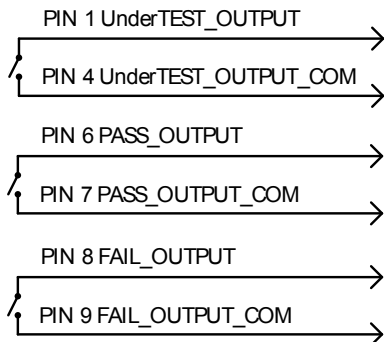 PIN 1 UnderTEST_OUTPUT
PIN 4 UnderTEST_OUTPUT_COM
PIN 6 PASS_OUTPUT
PIN 7 PASS_OUTPUT_COM
PIN 8 FAIL_OUTPUT
PIN 9 FAIL_OUTPUT_COM